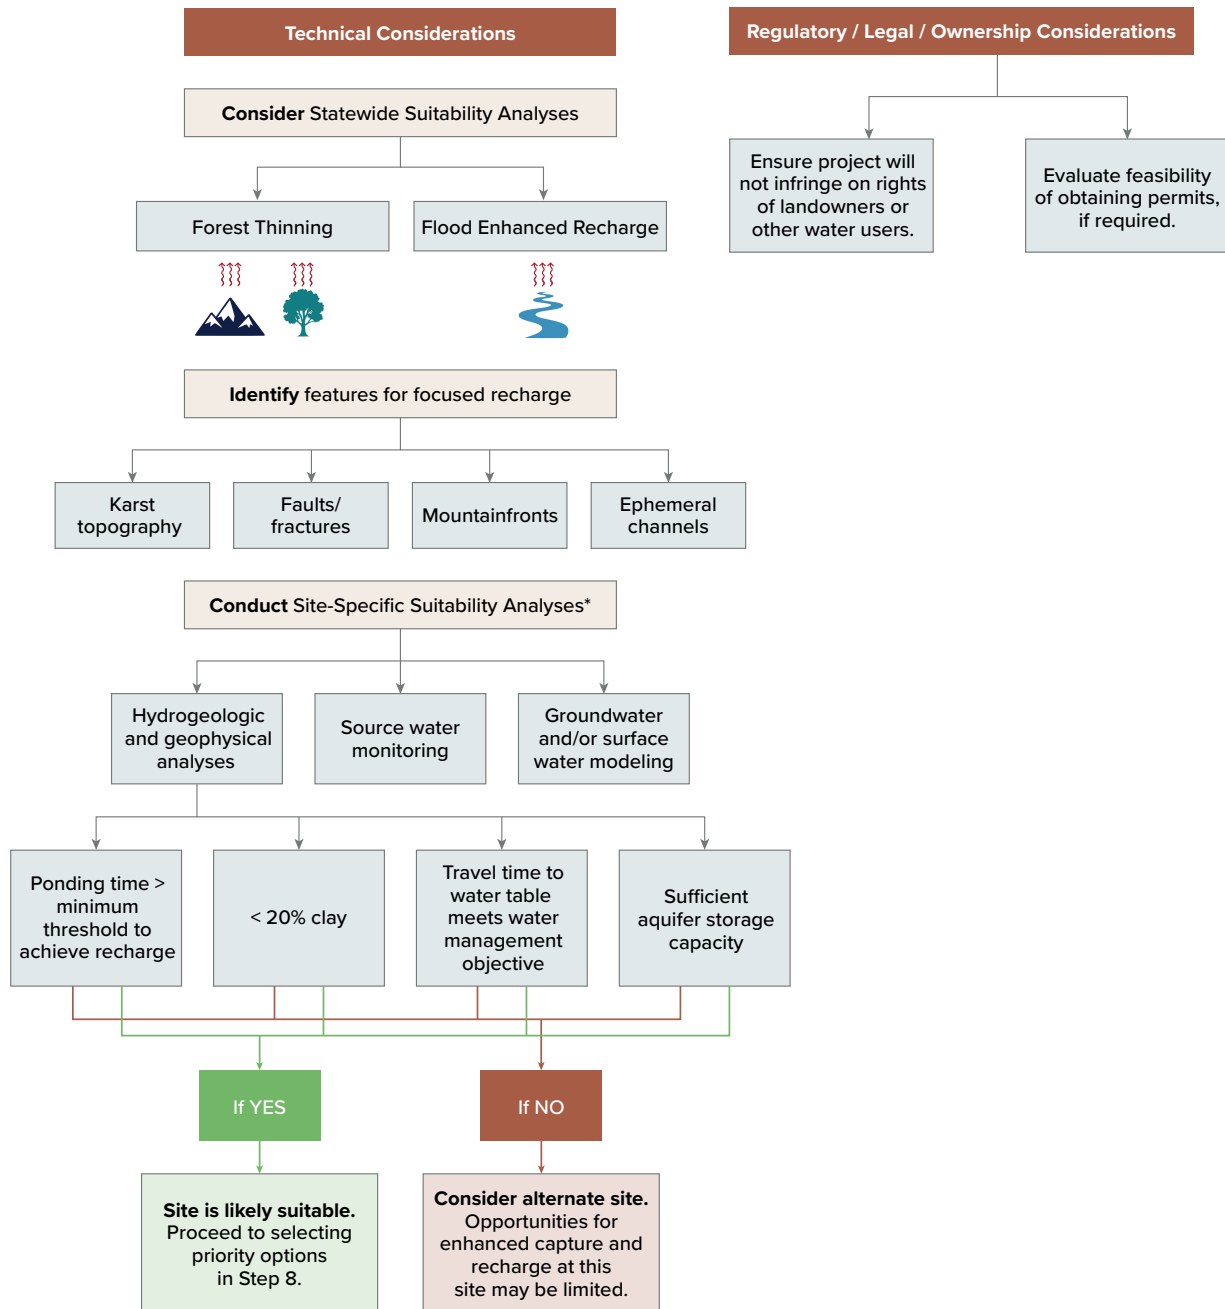 Technical Considerations
Regulatory / Legal / Ownership Considerations
Consider Statewide Suitability Analyses
Ensure project will
not infringe on rights
of landowners or
other water users.
Evaluate feasibility
of obtaining permits,
if required.
Forest Thinning
Flood Enhanced Recharge
Identify features for focused recharge
Karst
topography
Faults/
fractures
Mountainfronts
Ephemeral
channels
Conduct Site-Specific Suitability Analyses*
Hydrogeologic
and geophysical
analyses
Source water
monitoring
Groundwater
and/or surface
water modeling
Ponding time >
minimum
threshold to
achieve recharge
< 20% clay
Travel time to
water table
meets water
management
objective
Sufficient
aquifer storage
capacity
If YES
If NO
Site is likely suitable.
Proceed to selecting
priority options
in Step 8.
Consider alternate site.
Opportunities for
enhanced capture and
recharge at this
site may be limited.